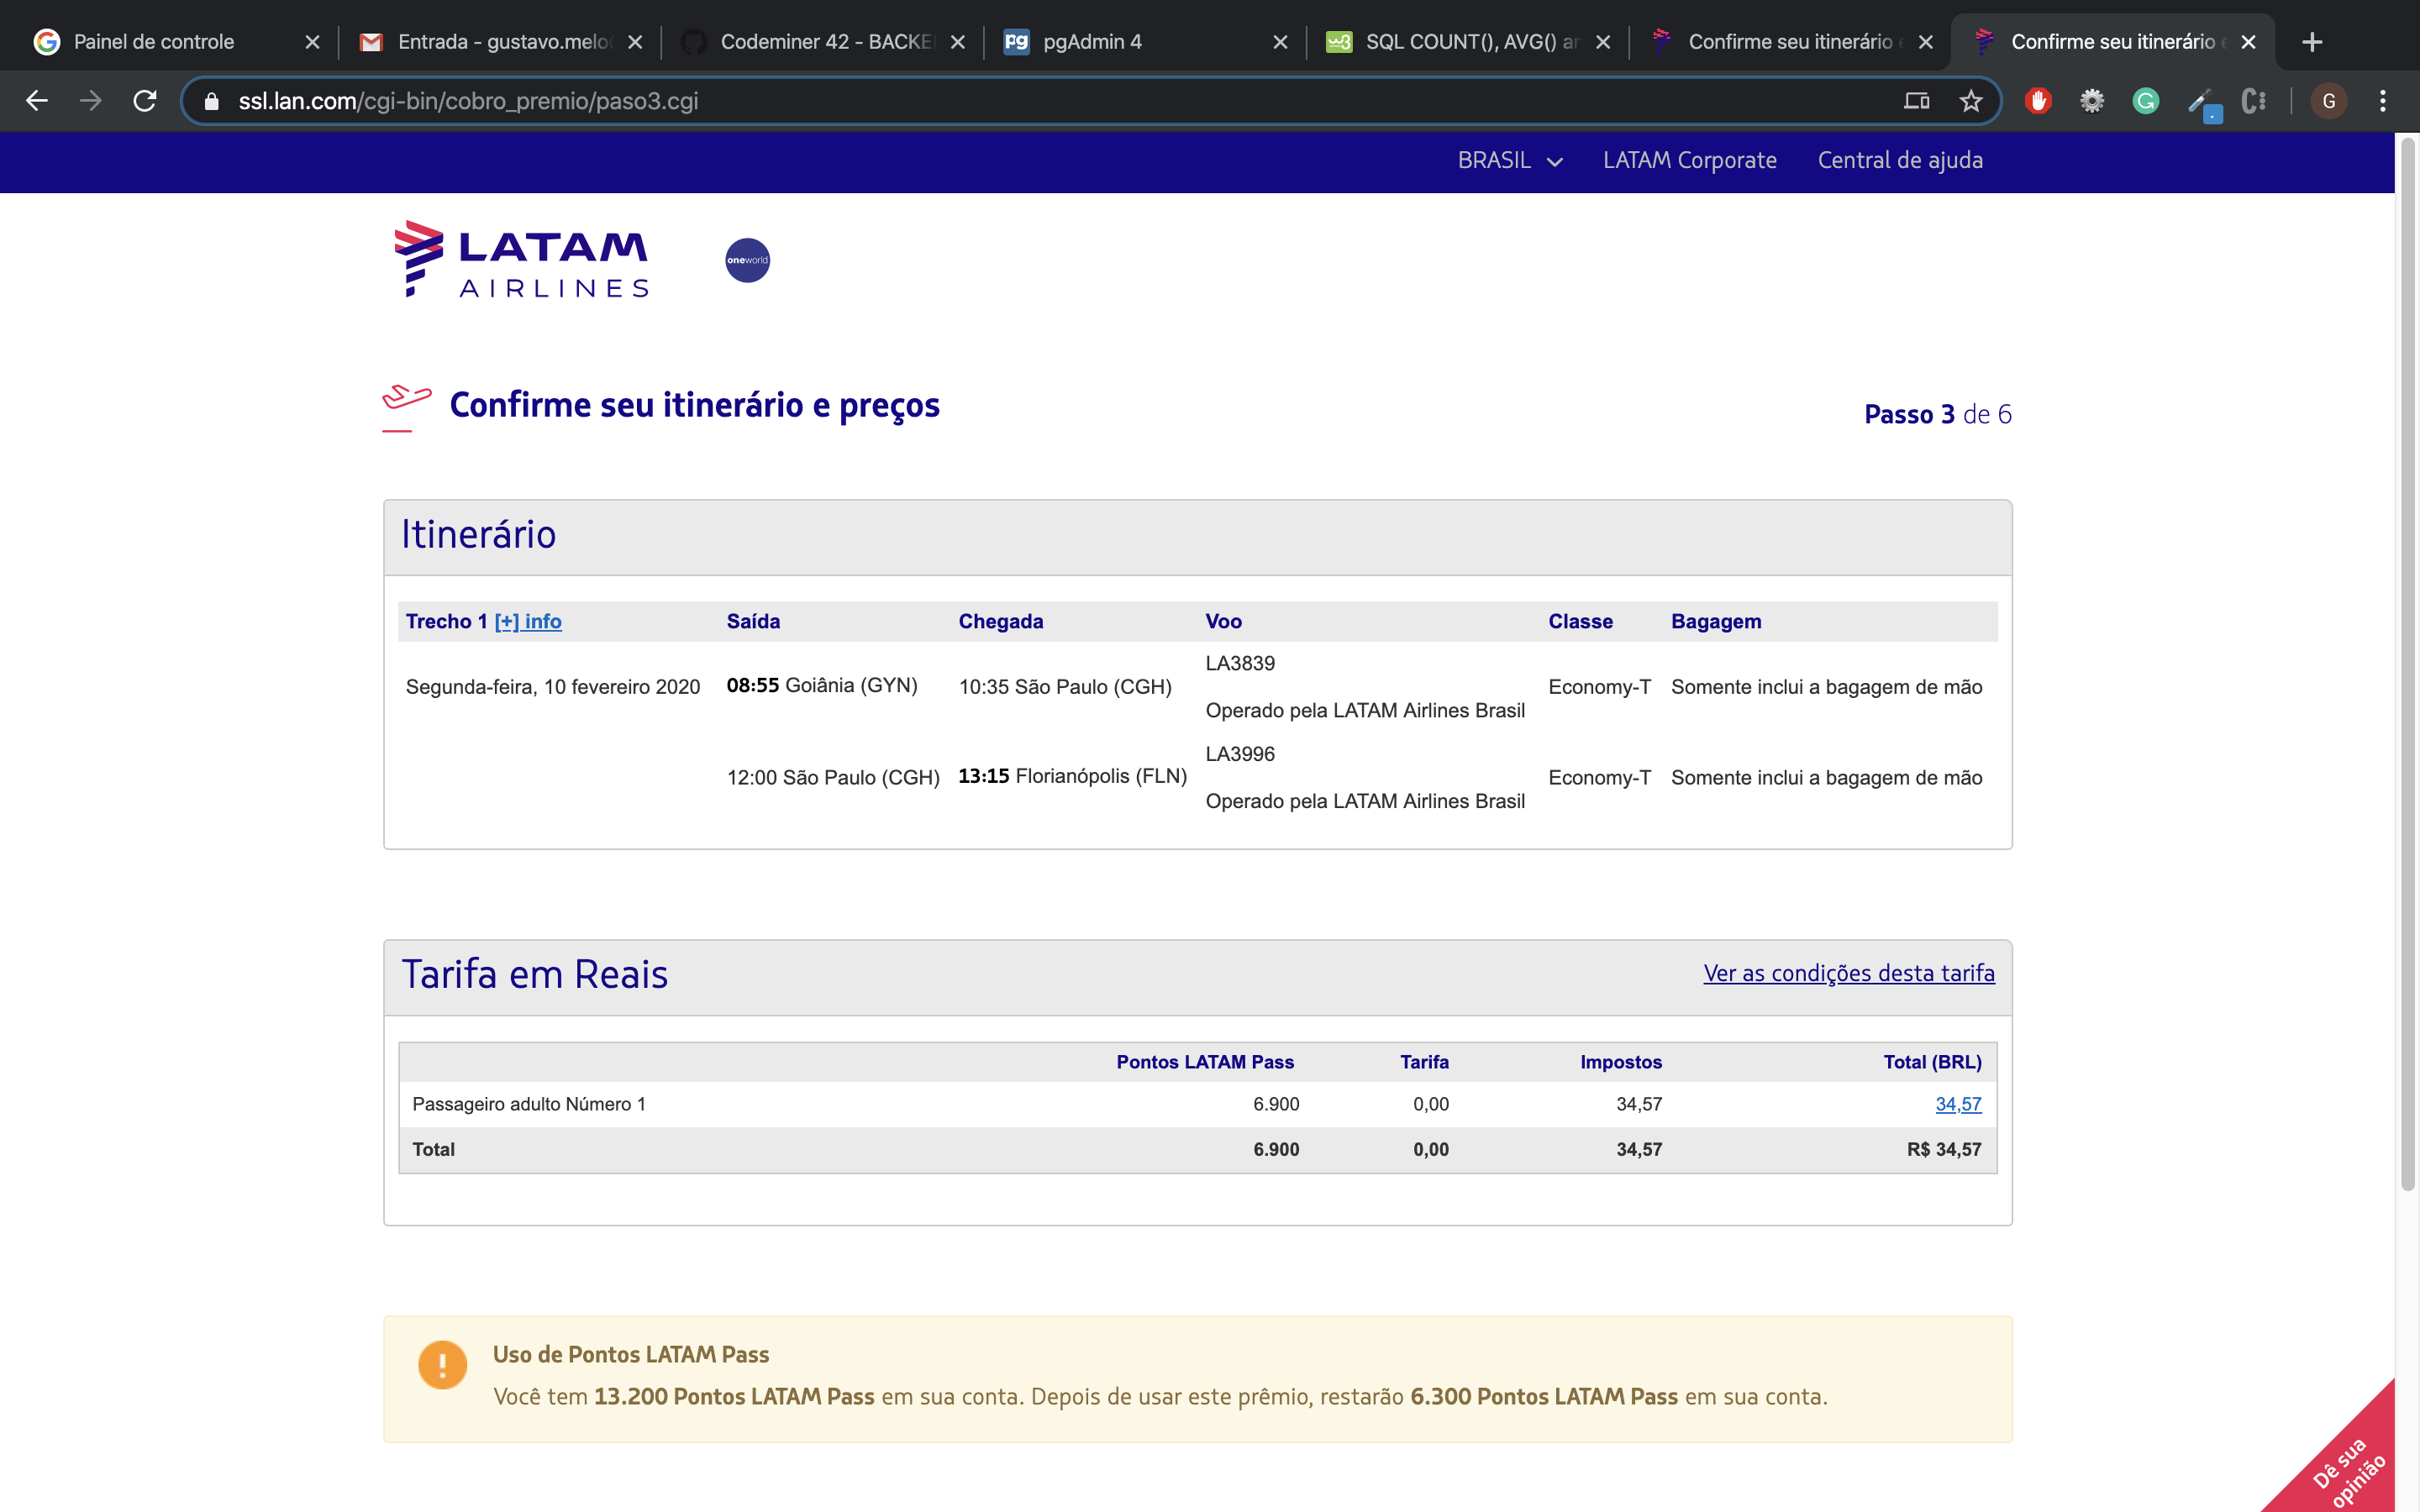 Painel de controle
Entrada - gustavo.melo
Codeminer 42 - BACKE
pgAdmin 4
SQL COUNT(), AVG() an
Confirme seu itinerário e
Confirme seu itinerário e
ssl.lan.com/cgi-bin/cobro_premio/paso3.cgi
G
BRASIL
LATAM Corporate
Central de ajuda
LATAM
AIRLINES
oneworld
Confirme seu itinerário e preços
Passo 3 de 6
Itinerário
Trecho 1 [+] info Saída Chegada Voo Classe Bagagem
Segunda-feira, 10 fevereiro 2020 08:55 Goiânia (GYN) 10:35 São Paulo (CGH) LA3839 Economy-T Somente inclui a bagagem de mão
Operado pela LATAM Airlines Brasil
12:00 São Paulo (CGH) 13:15 Florianópolis (FLN) LA3996 Economy-T Somente inclui a bagagem de mão
Operado pela LATAM Airlines Brasil
Tarifa em Reais
Ver as condições desta tarifa
Pontos LATAM Pass Tarifa Impostos Total (BRL)
Passageiro adulto Número 1 6.900 0,00 34,57 34,57
Total 6.900 0,00 34,57 R$ 34,57
Uso de Pontos LATAM Pass
Você tem 13.200 Pontos LATAM Pass em sua conta. Depois de usar este prêmio, restarão 6.300 Pontos LATAM Pass em sua conta.
Dê sua
opinião